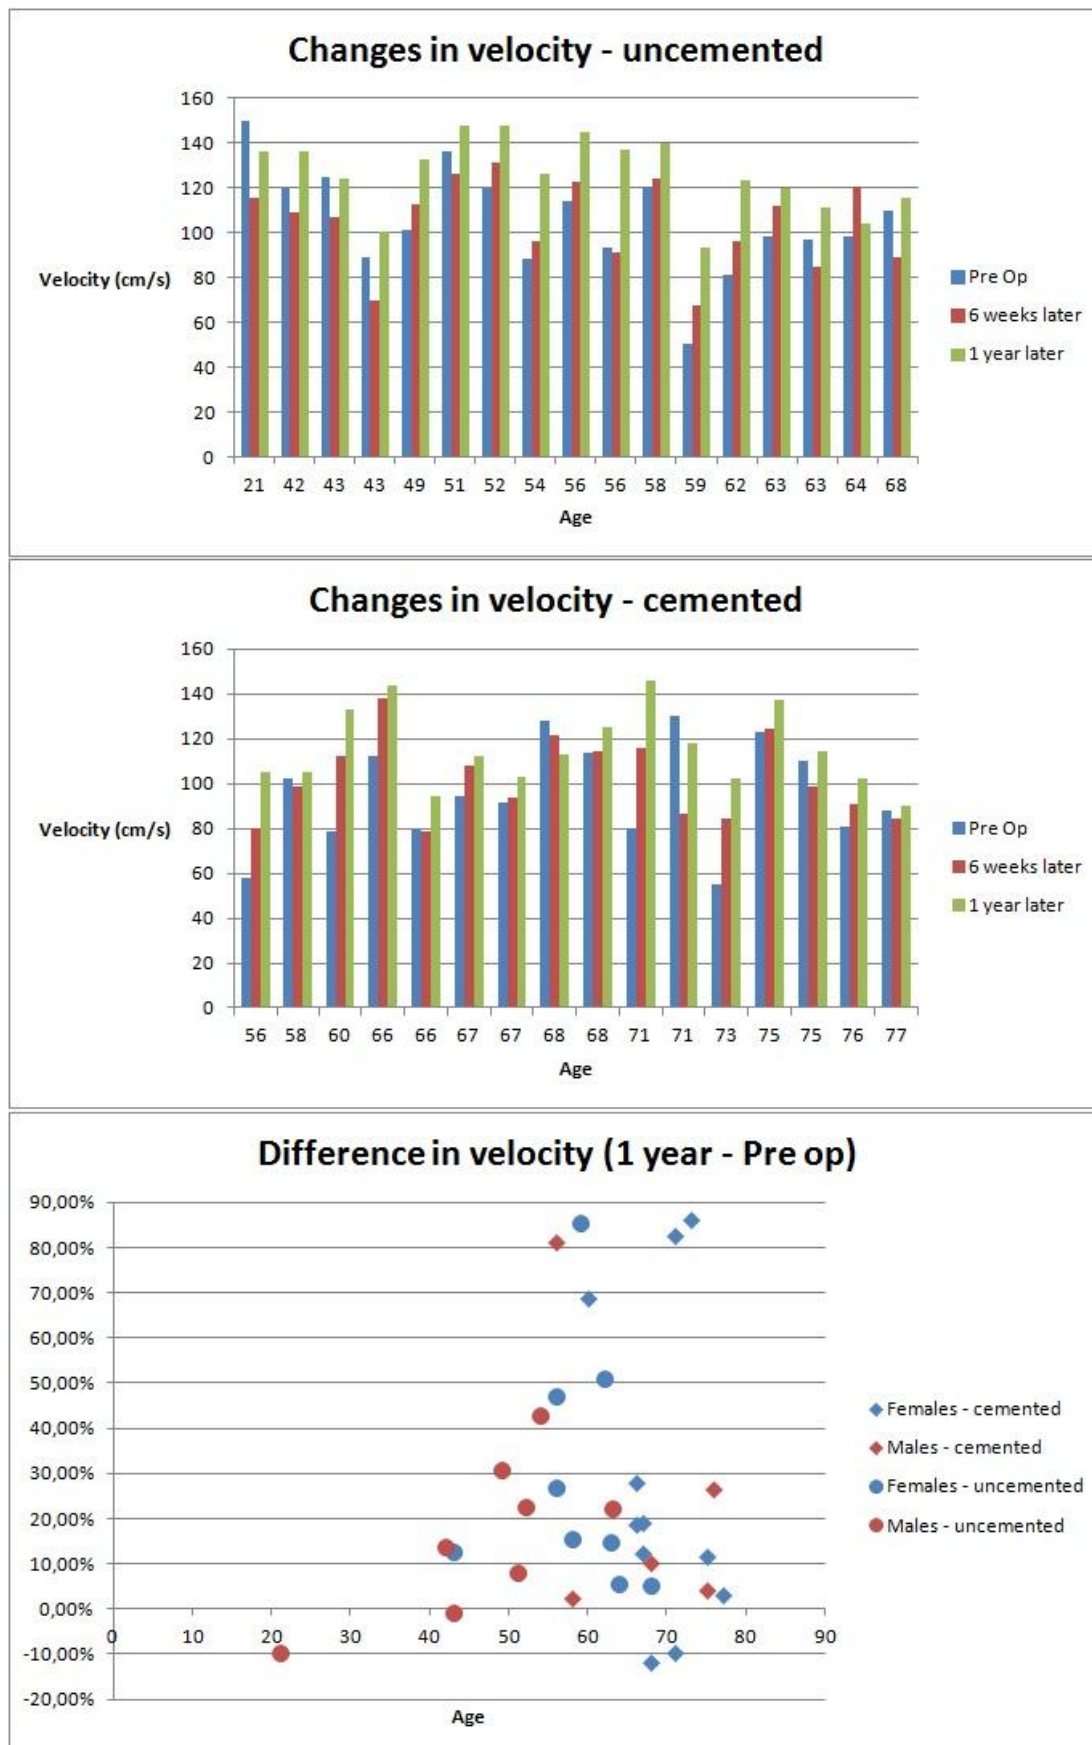 Changes in velocity - uncemented
160
140
120
100
80
60
40
20
0
Velocity (cm/s)
Pre Op
6 weeks later
1 year later
21 42 43 43 49 51 52 54 56 56 58 59 62 63 63 64 68
Age
Changes in velocity - cemented
160
140
120
100
80
60
40
20
0
Velocity (cm/s)
Pre Op
6 weeks later
1 year later
56 58 60 66 66 67 67 68 68 71 71 73 75 75 76 77
Age
Difference in velocity (1 year - Pre op)
90,00%
80,00%
70,00%
60,00%
50,00%
40,00%
30,00%
20,00%
10,00%
0,00%
-10,00%
-20,00%
0 10 20 30 40 50 60 70 80 90
Females - cemented
Males - cemented
Females - uncemented
Males - uncemented
Age